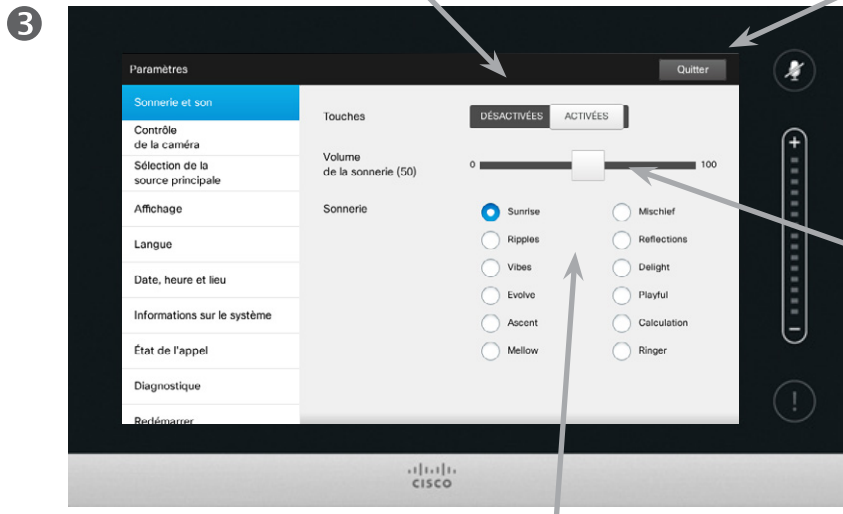 3
Paramètres
Quitter
Sonnerie et son
Contrôle
de la caméra
Sélection de la
source principale
Affichage
Langue
Date, heure et lieu
Informations sur le système
État de l'appel
Diagnostique
Redémarrer
Touches
DÉSACTIVÉES ACTIVÉES
Volume
de la sonnerie (50)
0 100
Sonnerie
Sunrise Mischief
Ripples Reflections
Vibes Delight
Evolve Playful
Ascent Calculation
Mellow Ringer
+
–
!
CISCO